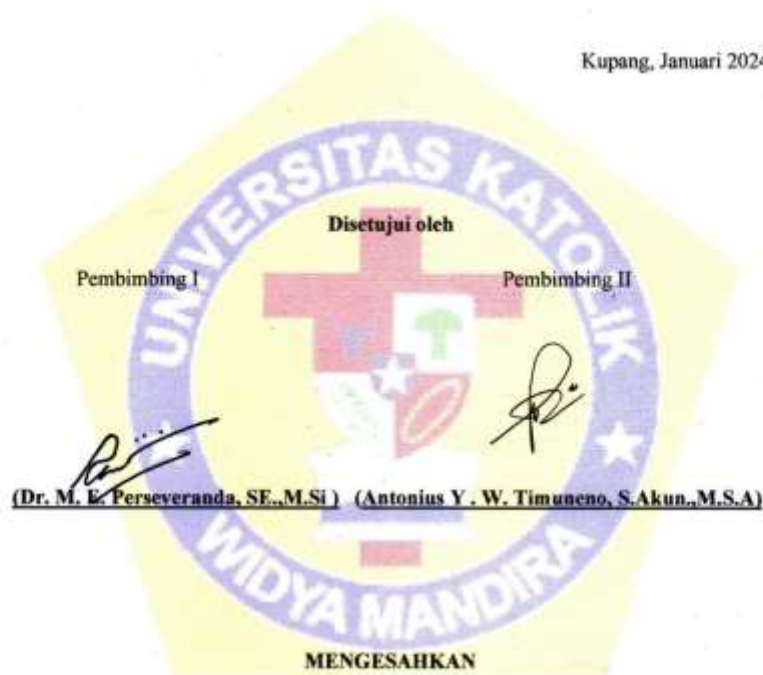 Kupang, Januari 2024
UNIVERSITAS KATOLIK
Disetujui oleh
Pembimbing I Pembimbing II
(Dr. M. E. Perseveranda, SE.,M.Si ) (Antonius Y . W. Timuneno, S.Akun.,M.S.A)
WIDYA MANDIRA
MENGESAHKAN